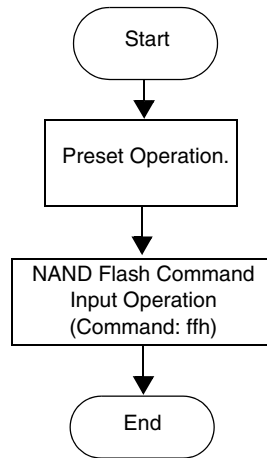 Start
Preset Operation.
NAND Flash Command
Input Operation
(Command: ffh)
End